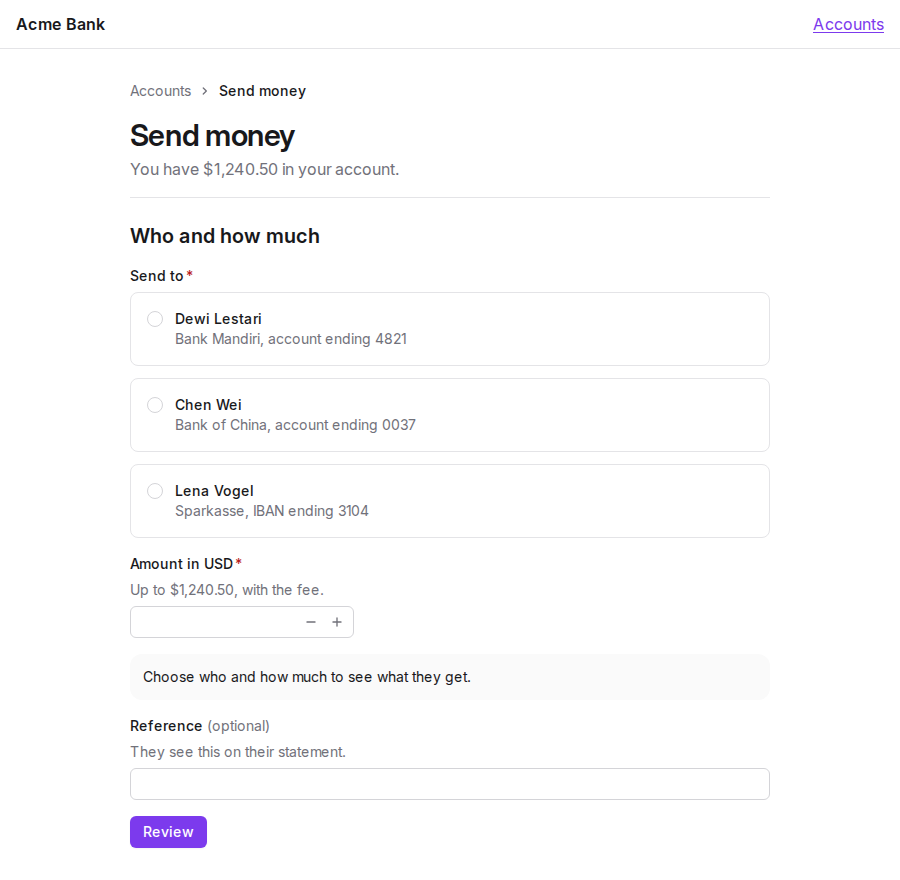 Acme Bank
Accounts
Accounts > Send money
Send money
You have $1,240.50 in your account.
Who and how much
Send to *
Dewi Lestari
Bank Mandiri, account ending 4821
Chen Wei
Bank of China, account ending 0037
Lena Vogel
Sparkasse, IBAN ending 3104
Amount in USD *
Up to $1,240.50, with the fee.
Choose who and how much to see what they get.
Reference (optional)
They see this on their statement.
Review